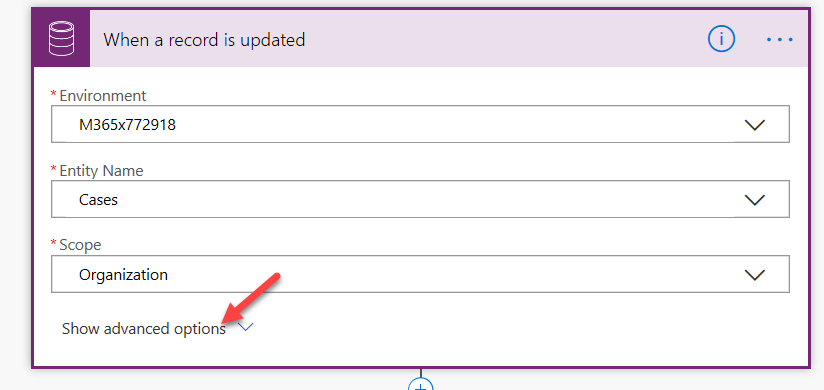 When a record is updated
* Environment
M365x772918
* Entity Name
Cases
* Scope
Organization
Show advanced options